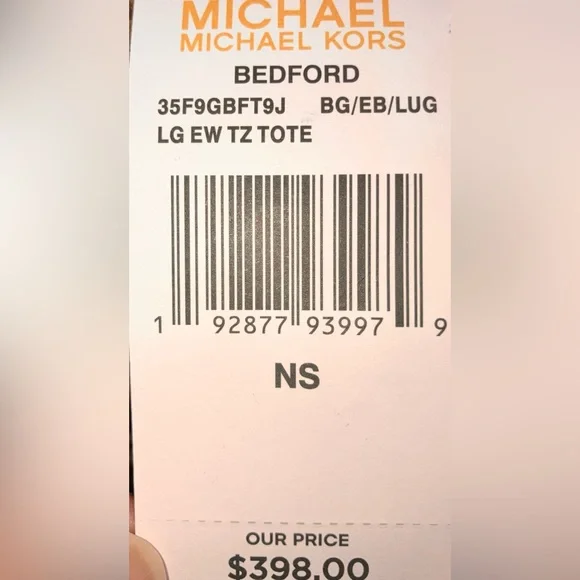 MICHAEL
MICHAEL KORS
BEDFORD
35F9GBFT9J BG/EB/LUG
LG EW TZ TOTE
1 92877 93997 9
NS
OUR PRICE
$398.00